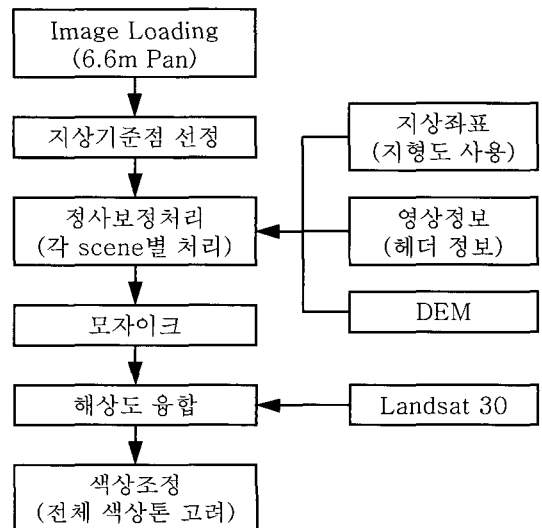 Image Loading
(6.6m Pan)
지상기준점 선정
정사보정처리
(각 scene별 처리)
모자이크
해상도 융합
색상조정
(전체 색상톤 고려)
지상좌표
(지형도 사용)
영상정보
(헤더 정보)
DEM
Landsat 30